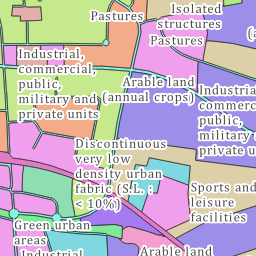 Pastures
Isolated
structures
Pastures
(a
Industrial,
commercial,
public,
military and
private units
Arable land
(annual crops)
Industria
commerc
public,
military
private u
Discontinuous
very low
density urban
fabric (S.L. :
< 10%)
Sports and
leisure
facilities
Green urban
areas
Industrial
Arable land